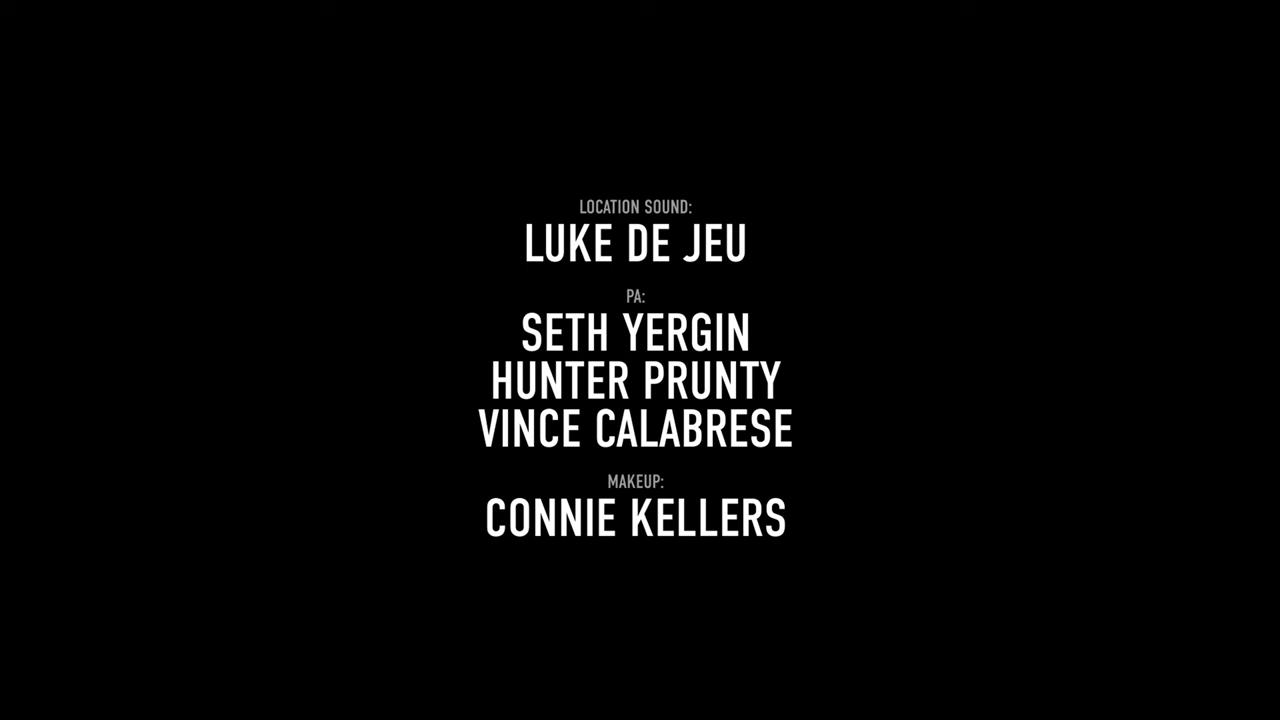 LOCATION SOUND:
LUKE DE JEU
PA:
SETH YERGIN
HUNTER PRUNTY
VINCE CALABRESE
MAKEUP:
CONNIE KELLERS